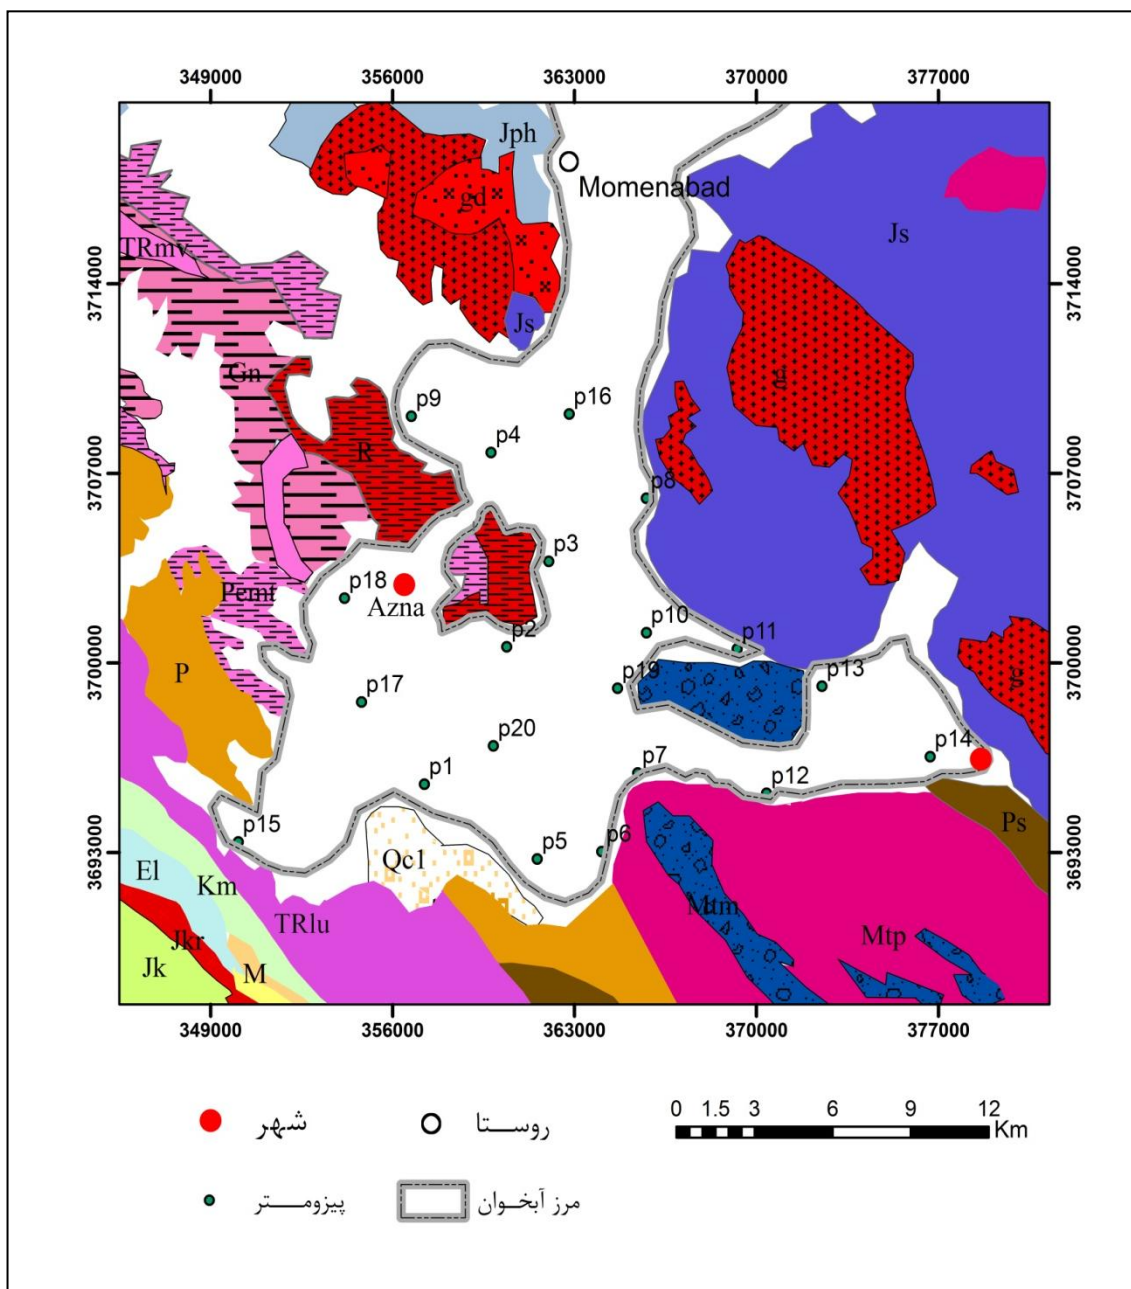 349000 356000 363000 370000 377000
Jph
Momenabad
gd
Js
TRmv
3714000 3714000
Js
Gn
g
p9 p16
p4
R
3707000 3707000
p8
p3
p18
Azna
Pemt
p2 p10 p11
3700000 3700000
P
p19 p13
g
p17
p20
p14
p7
p1 p12
p15
Ps
3693000 3693000
p5 p6
Qc1
El
Km
Mtm
TRlu
Mtp
Jkr
Jk
M
349000 356000 363000 370000 377000
0 1.5 3 6 9 12
Km
شهر
روستا
پیزومتر
مرز آبخوان